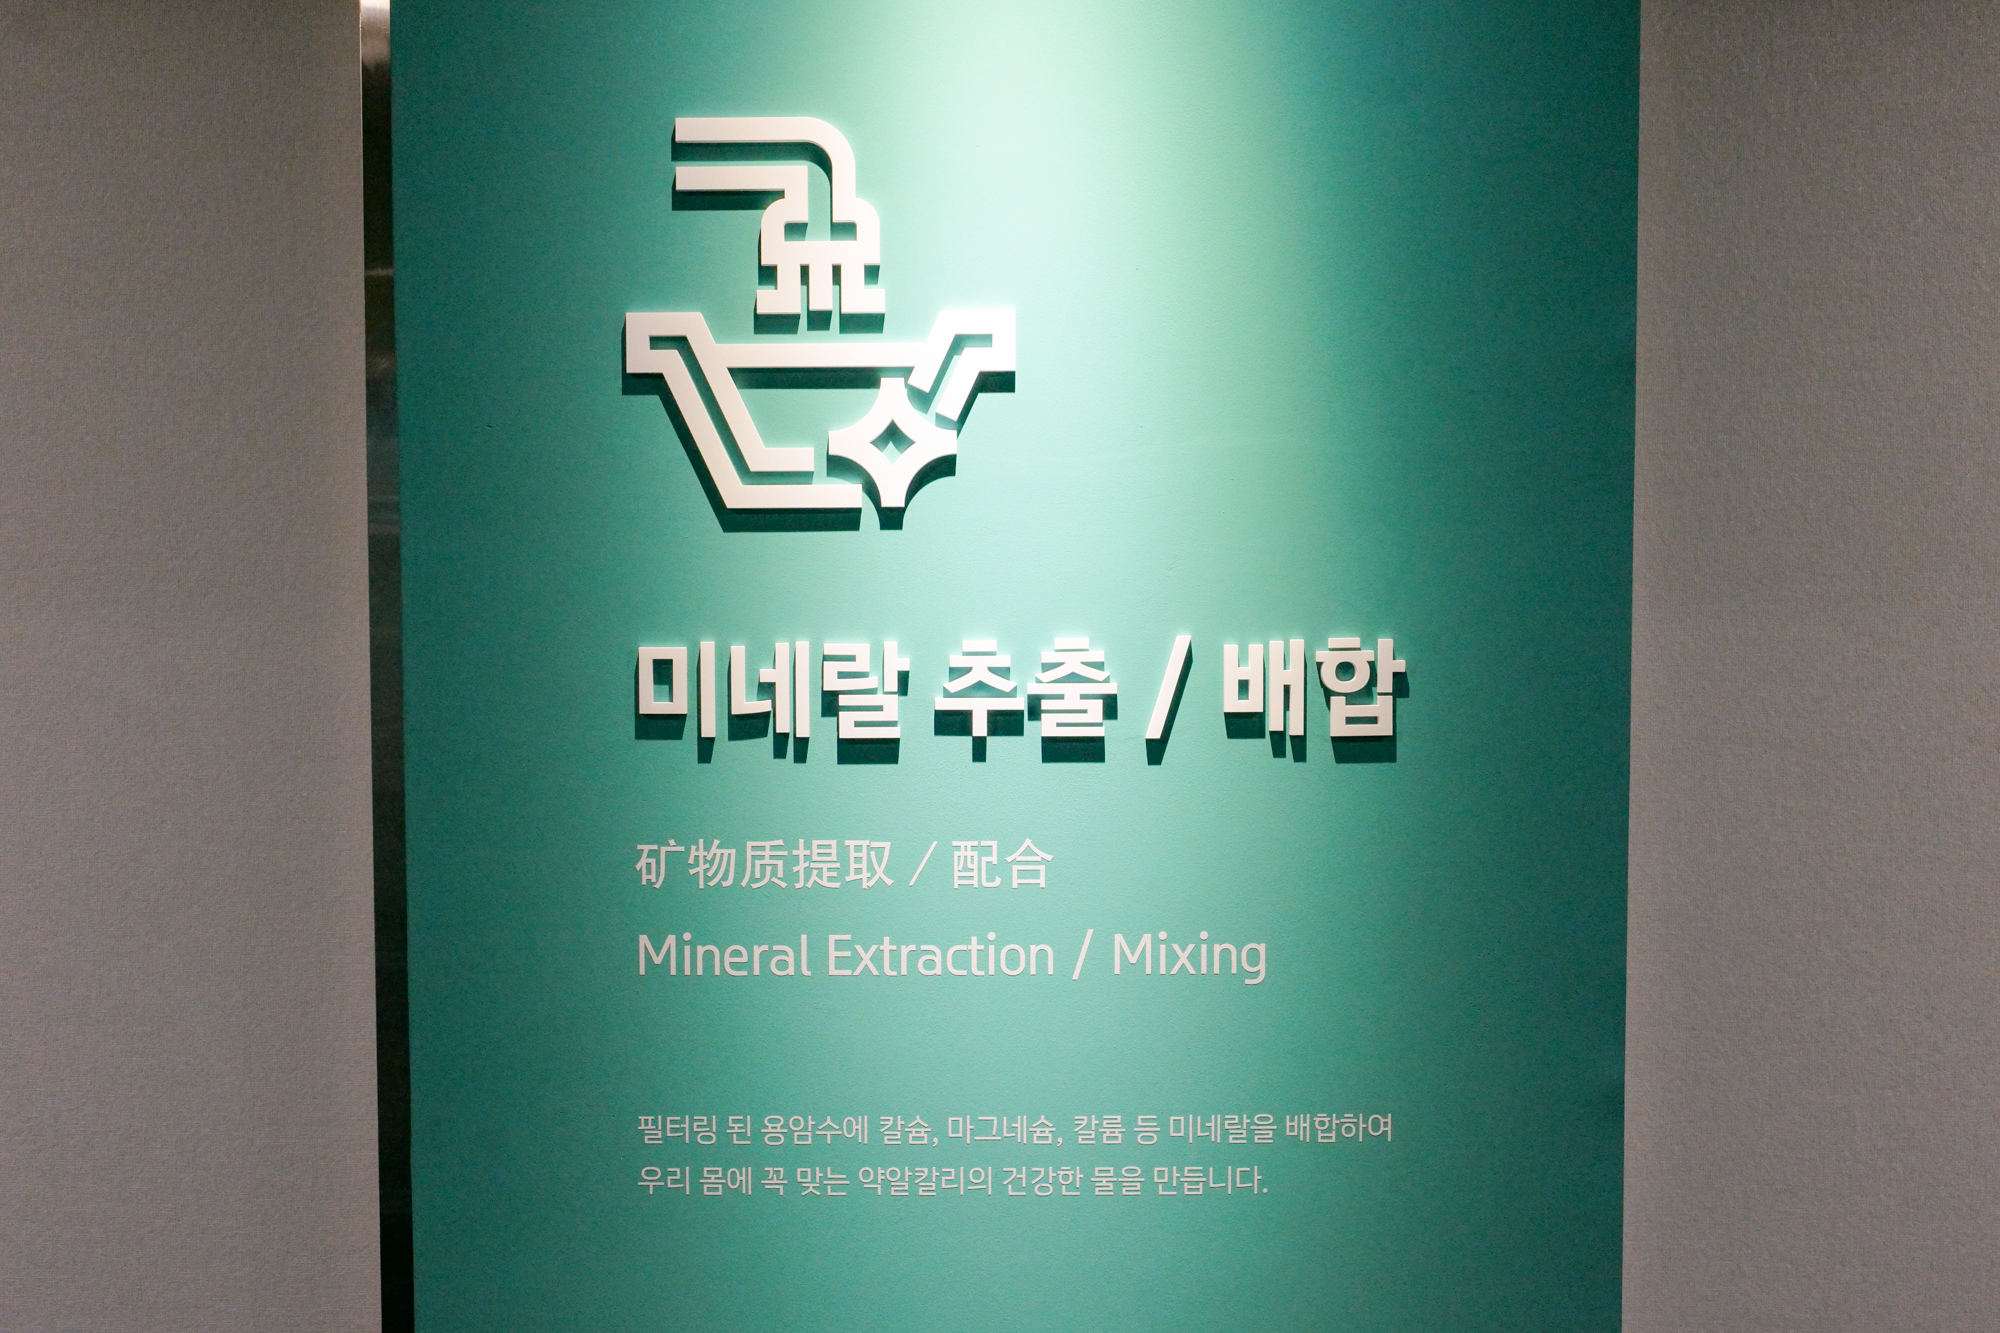 미네랄 추출 / 배합
矿物质提取 / 配合
Mineral Extraction / Mixing
필터링 된 용암수에 칼슘, 마그네슘, 칼륨 등 미네랄을 배합하여
우리 몸에 꼭 맞는 약알칼리의 건강한 물을 만듭니다.